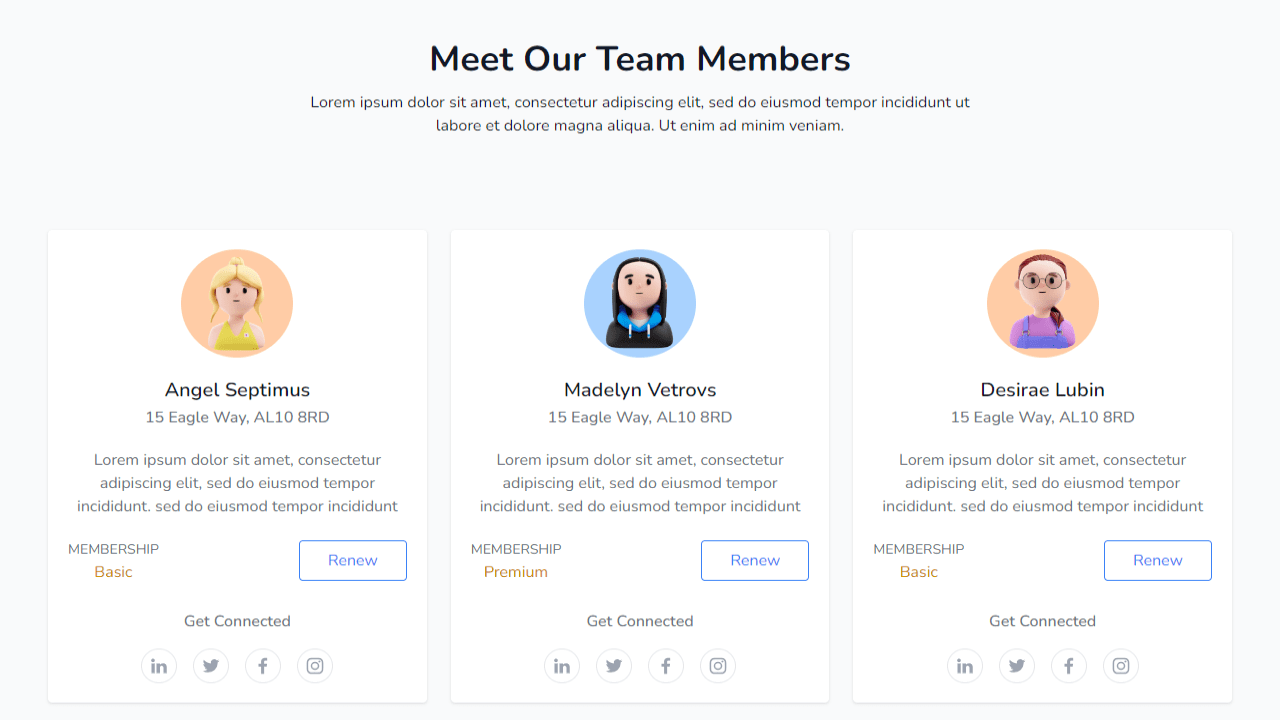 Meet Our Team Members
Lorem ipsum dolor sit amet, consectetur adipiscing elit, sed do eiusmod tempor incididunt ut
labore et dolore magna aliqua. Ut enim ad minim veniam.
Angel Septimus
15 Eagle Way, AL10 8RD
Lorem ipsum dolor sit amet, consectetur
adipiscing elit, sed do eiusmod tempor
incididunt. sed do eiusmod tempor incididunt
MEMBERSHIP
Basic
Renew
Get Connected
Madelyn Vetrovs
15 Eagle Way, AL10 8RD
Lorem ipsum dolor sit amet, consectetur
adipiscing elit, sed do eiusmod tempor
incididunt. sed do eiusmod tempor incididunt
MEMBERSHIP
Premium
Renew
Get Connected
Desirae Lubin
15 Eagle Way, AL10 8RD
Lorem ipsum dolor sit amet, consectetur
adipiscing elit, sed do eiusmod tempor
incididunt. sed do eiusmod tempor incididunt
MEMBERSHIP
Basic
Renew
Get Connected